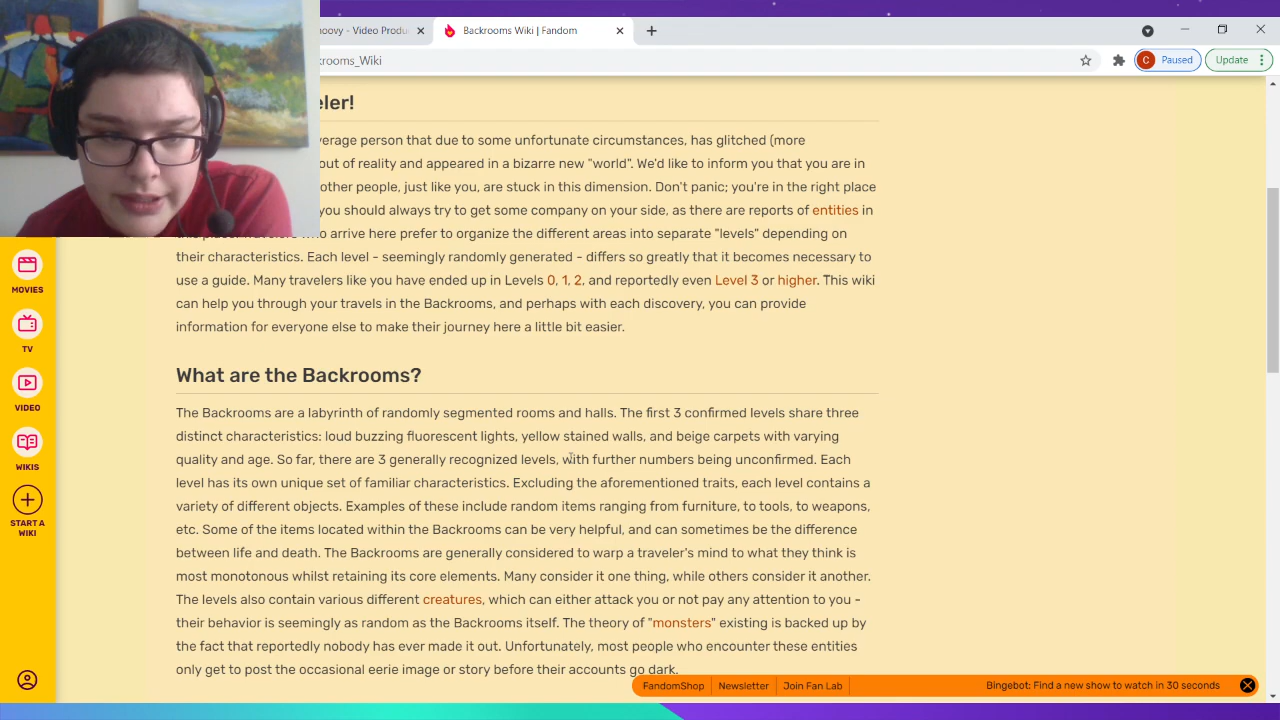 noovy - Video Produ
Backrooms Wiki | Fandom
krooms_Wiki
C Paused
Update
eler!
verage person that due to some unfortunate circumstances, has glitched (more
out of reality and appeared in a bizarre new "world". We'd like to inform you that you are in
other people, just like you, are stuck in this dimension. Don't panic; you're in the right place
you should always try to get some company on your side, as there are reports of entities in
who arrive here prefer to organize the different areas into separate "levels" depending on
their characteristics. Each level - seemingly randomly generated - differs so greatly that it becomes necessary to
use a guide. Many travelers like you have ended up in Levels 0, 1, 2, and reportedly even Level 3 or higher. This wiki
can help you through your travels in the Backrooms, and perhaps with each discovery, you can provide
information for everyone else to make their journey here a little bit easier.
What are the Backrooms?
The Backrooms are a labyrinth of randomly segmented rooms and halls. The first 3 confirmed levels share three
distinct characteristics: loud buzzing fluorescent lights, yellow stained walls, and beige carpets with varying
quality and age. So far, there are 3 generally recognized levels, with further numbers being unconfirmed. Each
level has its own unique set of familiar characteristics. Excluding the aforementioned traits, each level contains a
variety of different objects. Examples of these include random items ranging from furniture, to tools, to weapons,
etc. Some of the items located within the Backrooms can be very helpful, and can sometimes be the difference
between life and death. The Backrooms are generally considered to warp a traveler's mind to what they think is
most monotonous whilst retaining its core elements. Many consider it one thing, while others consider it another.
The levels also contain various different creatures, which can either attack you or not pay any attention to you -
their behavior is seemingly as random as the Backrooms itself. The theory of "monsters" existing is backed up by
the fact that reportedly nobody has ever made it out. Unfortunately, most people who encounter these entities
only get to post the occasional eerie image or story before their accounts go dark.
MOVIES
TV
VIDEO
WIKIS
START A
WIKI
FandomShop
Newsletter
Join Fan Lab
Bingebot: Find a new show to watch in 30 seconds